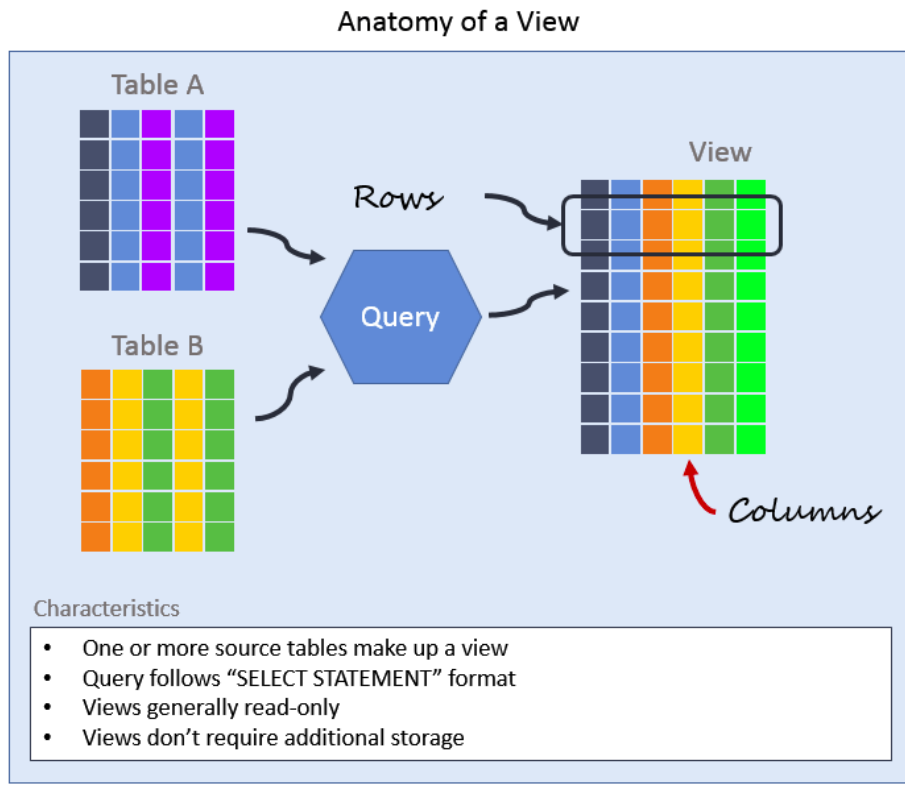 Anatomy of a View
Table A
View
Rows
Query
Table B
Columns
Characteristics
• One or more source tables make up a view
• Query follows “SELECT STATEMENT” format
• Views generally read-only
• Views don’t require additional storage